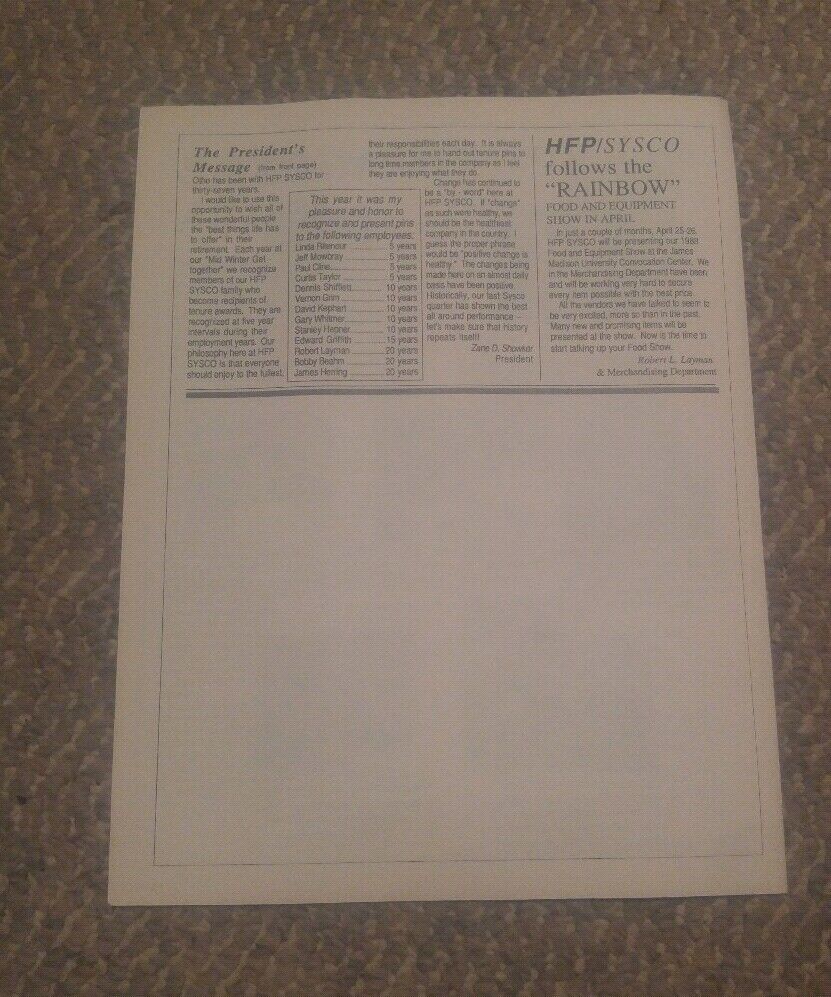 The President's
Message (from front page)
Otho has been with HFP SYSCO for
thirty-seven years.
I would like to use this
opportunity to wish all of
these wonderful people
the "best things life has
to offer" in their
retirement. Each year at
our "Mid Winter Get
together" we recognize
members of our HFP
SYSCO family who
become recipients of
tenure awards. They are
recognized at five year
intervals during their
employment years. Our
philosophy here at HFP
SYSCO is that everyone
should enjoy to the fullest,
their responsibilities each day. It is always
a pleasure for me to hand out tenure pins to
long time members in the company as I feel
they are enjoying what they do.
This year it was my
pleasure and honor to
recognize and present pins
to the following employees.
Linda Ritenour 5 years
Jeff Mowbray 5 years
Paul Cline 5 years
Curtis Taylor 5 years
Dennis Shifflett 10 years
Vernon Grim 10 years
David Kephart 10 years
Gary Whitmer 10 years
Stanley Hepner 10 years
Edward Griffith 15 years
Robert Layman 20 years
Bobby Beahm 20 years
James Herring 20 years
Change has continued to
be a "by - word" here at
HFP SYSCO. If "change"
as such were healthy, we
should be the healthiest
company in the country. I
guess the proper phrase
would be "positive change is
healthy." The changes being
made here on an almost daily
basis have been positive.
Historically, our last Sysco
quarter has shown the best
all around performance --
let's make sure that history
repeats itself!
Zane D. Showker
President
HFP/SYSCO
follows the
"RAINBOW"
FOOD AND EQUIPMENT
SHOW IN APRIL
In just a couple of months, April 25-26,
HFP SYSCO will be presenting our 1988
Food and Equipment Show at the James
Madison University Convocation Center. We
in the Merchandising Department have been,
and will be working very hard to secure
every item possible with the best price.
All the vendors we have talked to seem to
be very excited, more so than in the past.
Many new and promising items will be
presented at the show. Now is the time to
start talking up your Food Show.
Robert L. Layman
& Merchandising Department